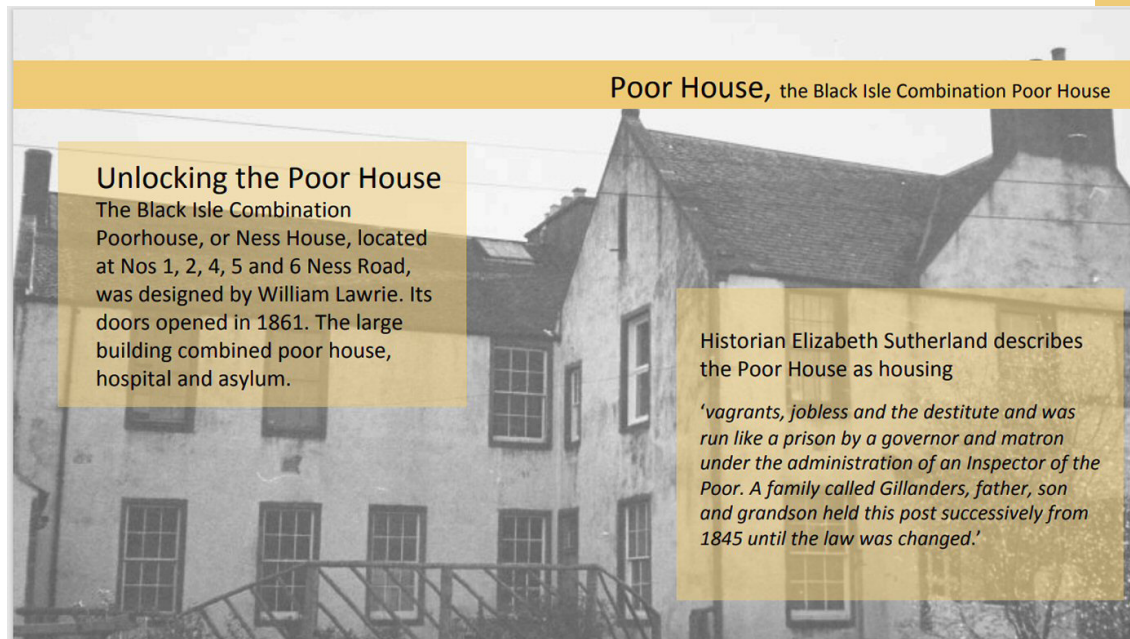 Poor House, the Black Isle Combination Poor House
Unlocking the Poor House
The Black Isle Combination
Poorhouse, or Ness House, located
at Nos 1, 2, 4, 5 and 6 Ness Road,
was designed by William Lawrie. Its
doors opened in 1861. The large
building combined poor house,
hospital and asylum.
Historian Elizabeth Sutherland describes
the Poor House as housing
‘vagrants, jobless and the destitute and was
run like a prison by a governor and matron
under the administration of an Inspector of the
Poor. A family called Gillanders, father, son
and grandson held this post successively from
1845 until the law was changed.’